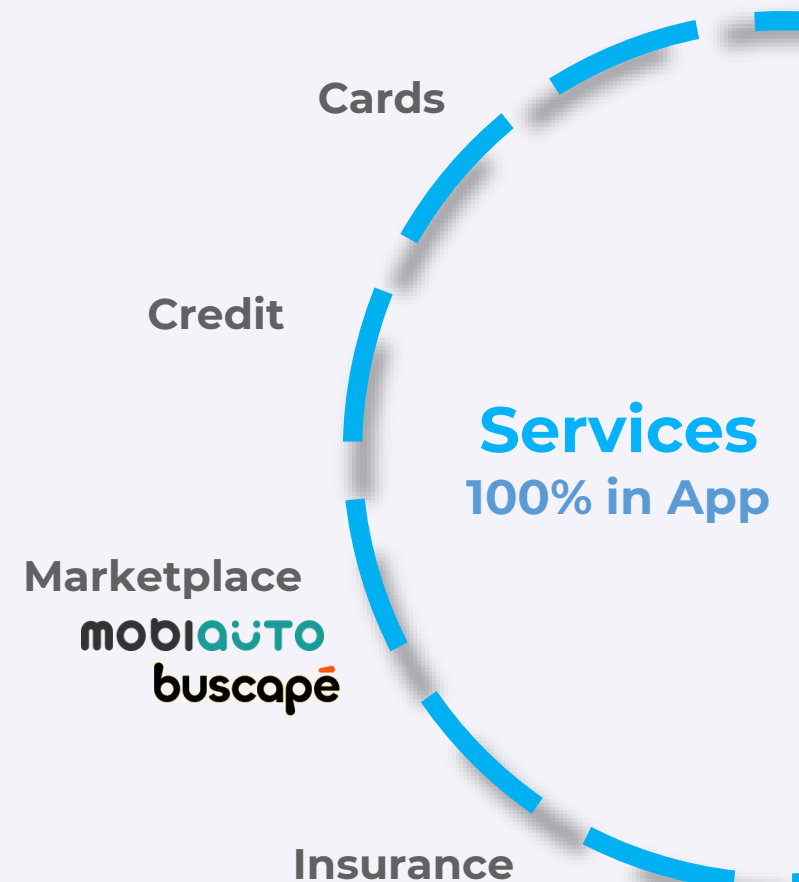 Cards
Credit
Services
100% in App
Marketplace
mobiauto
buscapé
Insurance